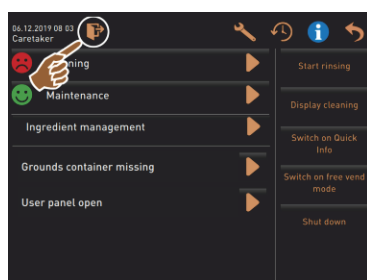 06.12.2019 08 03
Caretaker
ning
Start rinsing
Maintenance
Display cleaning
Ingredient management
Switch on Quick
Info
Grounds container missing
Switch on free vend
mode
User panel open
Shut down